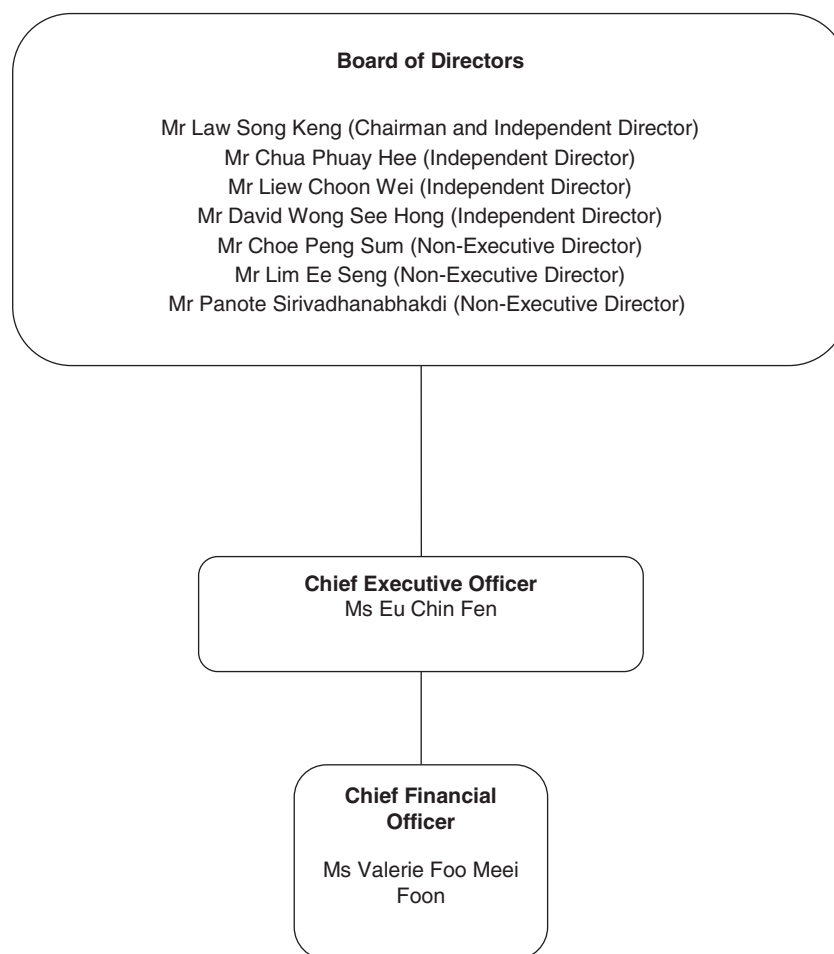 Board of Directors
Mr Law Song Keng (Chairman and Independent Director)
Mr Chua Phuay Hee (Independent Director)
Mr Liew Choon Wei (Independent Director)
Mr David Wong See Hong (Independent Director)
Mr Choe Peng Sum (Non-Executive Director)
Mr Lim Ee Seng (Non-Executive Director)
Mr Panote Sirivadhanabhakdi (Non-Executive Director)
Chief Executive Officer
Ms Eu Chin Fen
Chief Financial
Officer
Ms Valerie Foo Meei
Foon